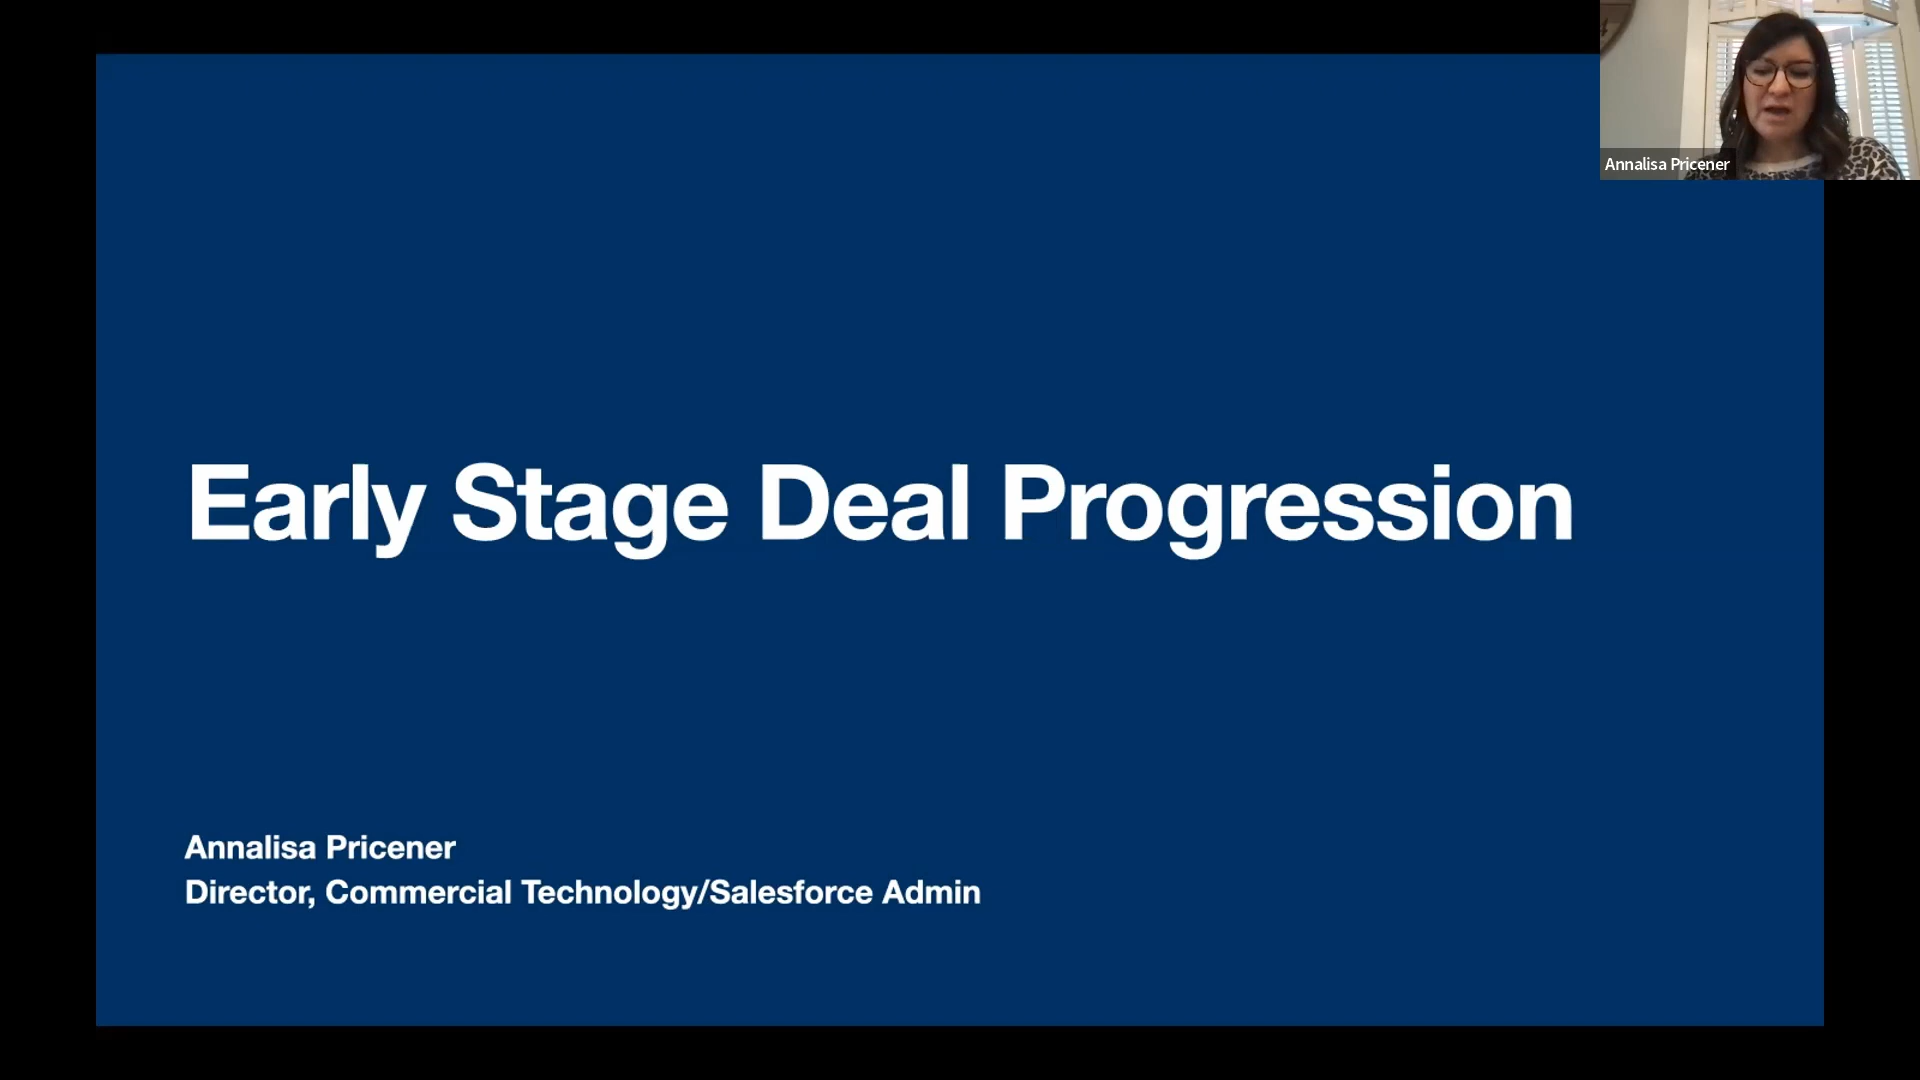 Annalisa Pricener
Early Stage Deal Progression
Annalisa Pricener
Director, Commercial Technology/Salesforce Admin